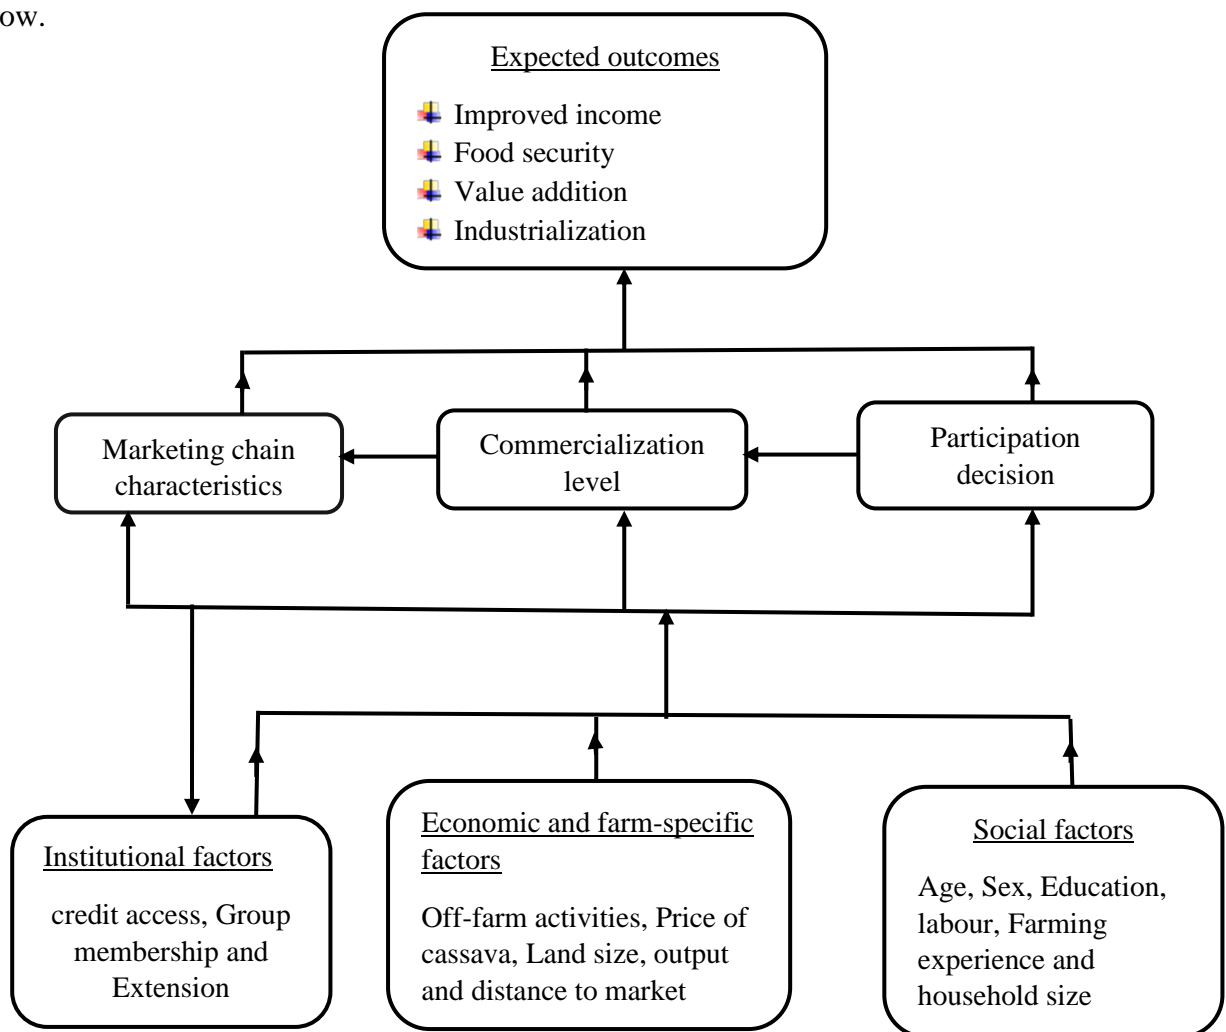 ow.
Expected outcomes
Improved income
Food security
Value addition
Industrialization
Marketing chain
characteristics
Commercialization
level
Participation
decision
Institutional factors
credit access, Group
membership and
Extension
Economic and farm-specific
factors
Off-farm activities, Price of
cassava, Land size, output
and distance to market
Social factors
Age, Sex, Education,
labour, Farming
experience and
household size